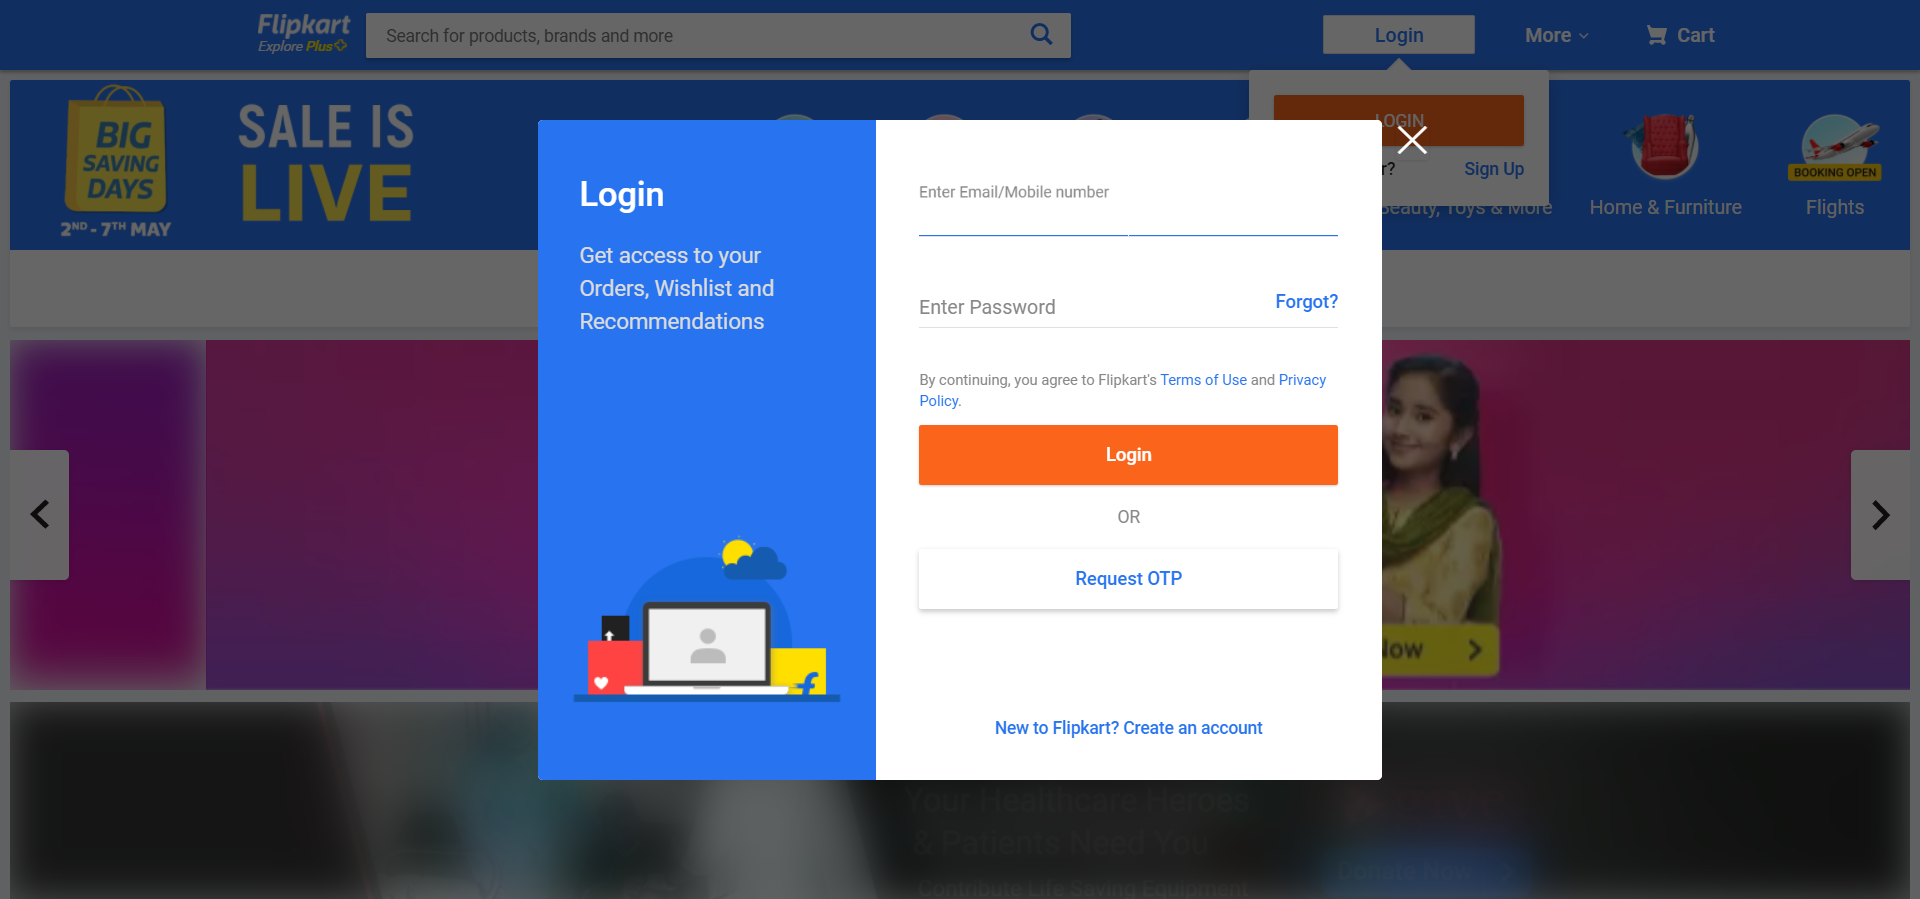 Flipkart
Explore Plus
Search for products, brands and more
Login
More
Cart
BIG
SAVING
DAYS
2ND - 7TH MAY
SALE IS
LIVE
LOGIN
r?
Sign Up
BOOKING OPEN
Beauty, Toys & More
Home & Furniture
Flights
Login
Get access to your
Orders, Wishlist and
Recommendations
Enter Email/Mobile number
Enter Password
Forgot?
By continuing, you agree to Flipkart's Terms of Use and Privacy
Policy.
Login
OR
Request OTP
New to Flipkart? Create an account
Now
Your Healthcare Heroes
& Patients Need You
Contribute Life Saving Equipment
Donate Now